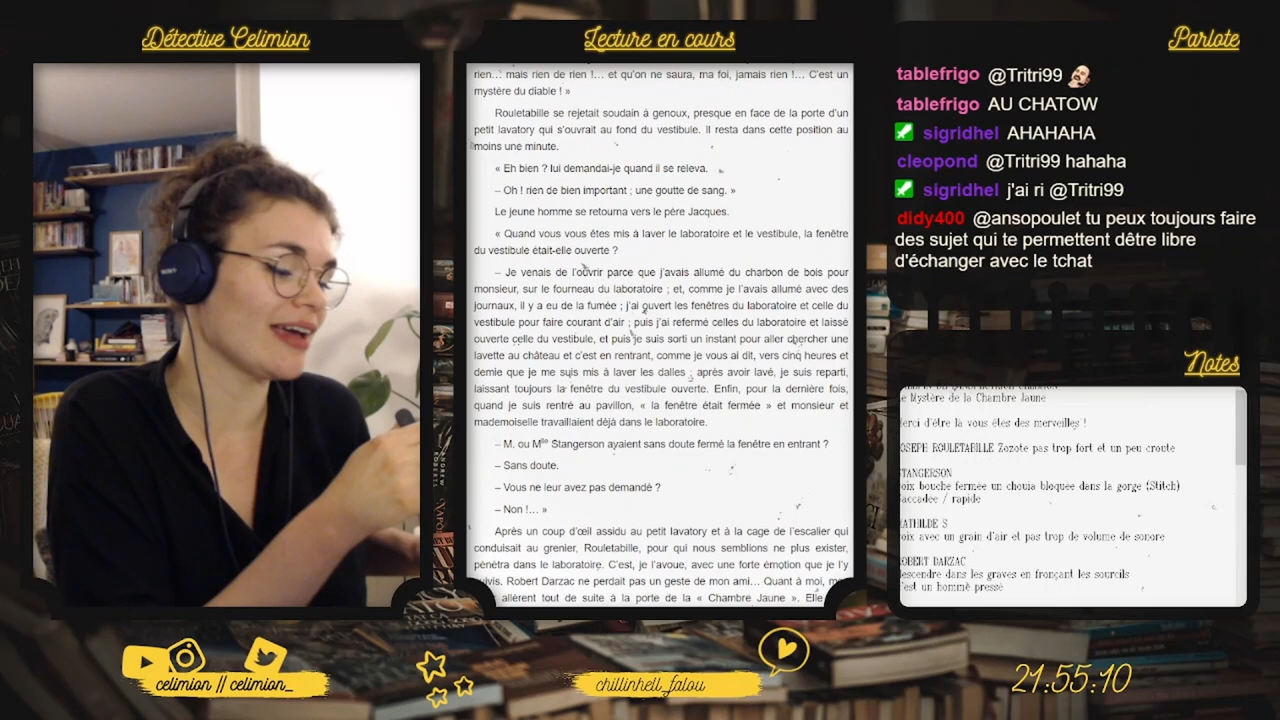 Détective Celimion
Lecture en cours
Parlote
rien... mais rien de rien !... et qu'on ne saura, ma foi, jamais rien !... C'est un
mystère du diable ! »
Rouletabille se rejetait soudain à genoux, presque en face de la porte d'un
petit lavatory qui s'ouvrait au fond du vestibule. Il resta dans cette position au
moins une minute.
« Eh bien ? lui demandai-je quand il se releva.
– Oh ! rien de bien important ; une goutte de sang. »
Le jeune homme se retourna vers le père Jacques.
« Quand vous vous êtes mis à laver le laboratoire et le vestibule, la fenêtre
du vestibule était-elle ouverte ?
– Je venais de l'ouvrir parce que j'avais allumé du charbon de bois pour
monsieur, sur le fourneau du laboratoire ; et, comme je l'avais allumé avec des
journaux, il y a eu de la fumée ; j'ai ouvert les fenêtres du laboratoire et celle du
vestibule pour faire courant d'air ; puis j'ai refermé celles du laboratoire et laissé
ouverte celle du vestibule, et puis je suis sorti un instant pour aller chercher une
lavette au château et c'est en rentrant, comme je vous ai dit, vers cinq heures et
demie que je me suis mis à laver les dalles ; après avoir lavé, je suis reparti,
laissant toujours la fenêtre du vestibule ouverte. Enfin, pour la dernière fois,
quand je suis rentré au pavillon, « la fenêtre était fermée » et monsieur et
mademoiselle travaillaient déjà dans le laboratoire.
– M. ou Mlle Stangerson ayaient sans doute fermé la fenêtre en entrant ?
– Sans doute.
– Vous ne leur avez pas demandé ?
– Non !... »
Après un coup d'œil assidu au petit lavatory et à la cage de l'escalier qui
conduisait au grenier, Rouletabille, pour qui nous semblions ne plus exister,
pénétra dans le laboratoire. C'est, je l'avoue, avec une forte émotion que je l'y
suivis. Robert Darzac ne perdait pas un geste de mon ami... Quant à moi, m
allèrent tout de suite à la porte de la « Chambre Jaune ». Elle
tablefrigo @Tritri99
tablefrigo AU CHATOW
sigridhel AHAHAHA
cleopond @Tritri99 hahaha
sigridhel j'ai ri @Tritri99
didy400 @ansopoulet tu peux toujours faire
des sujet qui te permettent dêtre libre
d'échanger avec le tchat
Notes
Le Mystère de la Chambre Jaune
Merci d'être là vous êtes des merveilles !
JOSEPH ROULETABILLE Zozote pas trop fort et un peu croute
STANGERSON
voix bouche fermée un chouia bloquée dans la gorge (Stitch)
saccadée / rapide
MATHILDE S
voix avec un grain d'air et pas trop de volume de sonore
ROBERT DARZAC
descendre dans les graves en fronçant les sourcils
C'est un homme pressé
SONY
celimion // celimion_
chillinhell_falou
21:55:10